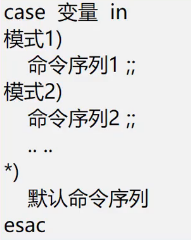 case 变量 in
模式1)
命令序列1 ;;
模式2)
命令序列2 ;;
.. ..
*)
默认命令序列
esac